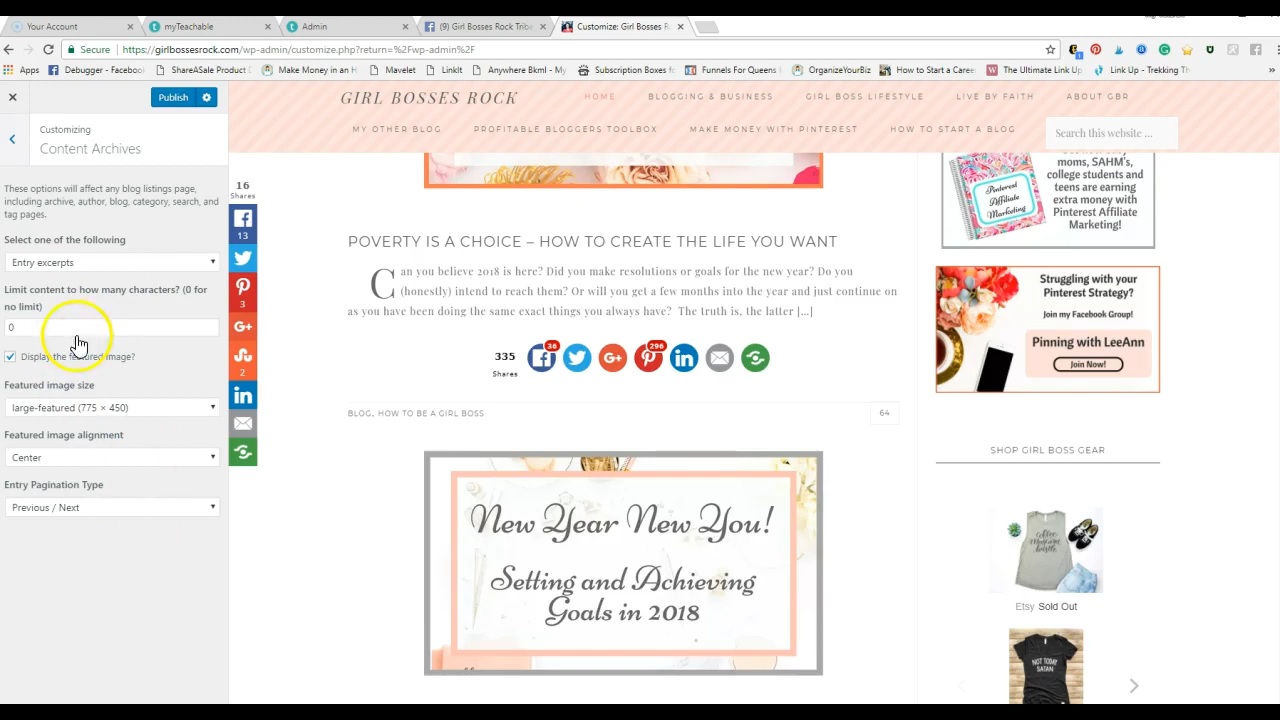 Your Account
myTeachable
Admin
(0) Girl Bosses Rock Tribe
Customize: Girl Bosses R
Secure
https://girlbossesrock.com/wp-admin/customize.php?return=%2Fwp-admin%2F
Apps
Debugger - Faceboo
ShareASale Product
Make Money in an H
Mavelet
LinkIt
Anywhere Bkml - My
Subscription Boxes
Funnels For Queens
OrganizeYourBiz
How to Start a Caree
The Ultimate Link Up
Link Up - Trekking Th
Publish
Customizing
Content Archives
These options will affect any blog listings page,
including archive, author, blog, category, search, and
tag pages.
Select one of the following
Entry excerpts
Limit content to how many characters? (0 for
no limit)
0
Display the featured image?
Featured image size
large-featured (775 × 450)
Featured image alignment
Center
Entry Pagination Type
Previous / Next
16
Shares
13
3
2
GIRL BOSSES ROCK
HOME
BLOGGING & BUSINESS
GIRL BOSS LIFESTYLE
LIVE BY FAITH
ABOUT GBR
MY OTHER BLOG
PROFITABLE BLOGGERS TOOLBOX
MAKE MONEY WITH PINTEREST
HOW TO START A BLOG
Search this website …
POVERTY IS A CHOICE – HOW TO CREATE THE LIFE YOU WANT
Can you believe 2018 is here? Did you make resolutions or goals for the new year? Do you
(honestly) intend to reach them? Or will you get a few months into the year and just continue on
as you have been doing the same exact things you always have? The truth is, the latter […]
335
Shares
36
296
BLOG, HOW TO BE A GIRL BOSS
64
New Year New You!
Setting and Achieving
Goals in 2018
Pinterest
Affiliate
Marketing
moms, SAHM's,
college students and
teens are earning
extra money with
Pinterest Affiliate
Marketing!
Struggling with your
Pinterest Strategy?
Join my Facebook Group!
Pinning with LeeAnn
Join Now!
SHOP GIRL BOSS GEAR
COFFEE
hustle
Etsy Sold Out
NOT TODAY
SATAN